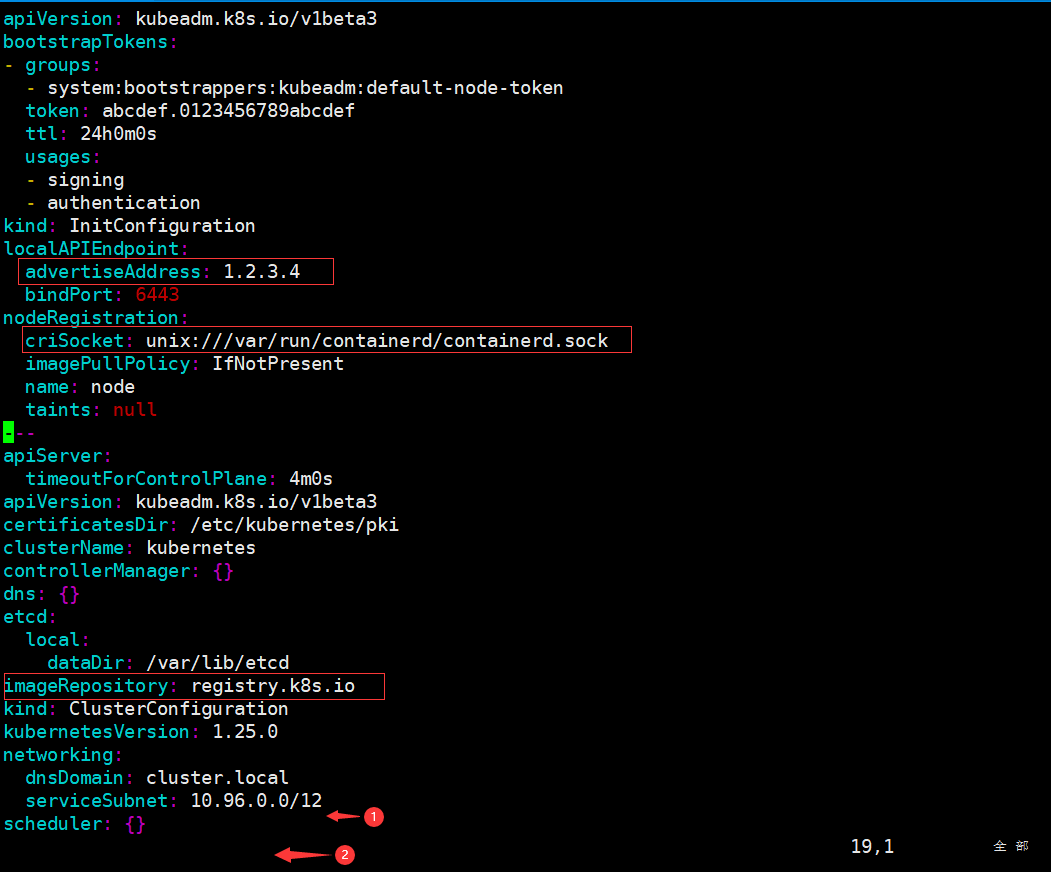 apiVersion: kubeadm.k8s.io/v1beta3
bootstrapTokens:
- groups:
  - system:bootstrappers:kubeadm:default-node-token
  token: abcdef.0123456789abcdef
  ttl: 24h0m0s
  usages:
  - signing
  - authentication
kind: InitConfiguration
localAPIEndpoint:
  advertiseAddress: 1.2.3.4
  bindPort: 6443
nodeRegistration:
  criSocket: unix:///var/run/containerd/containerd.sock
  imagePullPolicy: IfNotPresent
  name: node
  taints: null
---
apiServer:
  timeoutForControlPlane: 4m0s
apiVersion: kubeadm.k8s.io/v1beta3
certificatesDir: /etc/kubernetes/pki
clusterName: kubernetes
controllerManager: {}
dns: {}
etcd:
  local:
    dataDir: /var/lib/etcd
imageRepository: registry.k8s.io
kind: ClusterConfiguration
kubernetesVersion: 1.25.0
networking:
  dnsDomain: cluster.local
  serviceSubnet: 10.96.0.0/12
1
scheduler: {}
19,1 全部
2